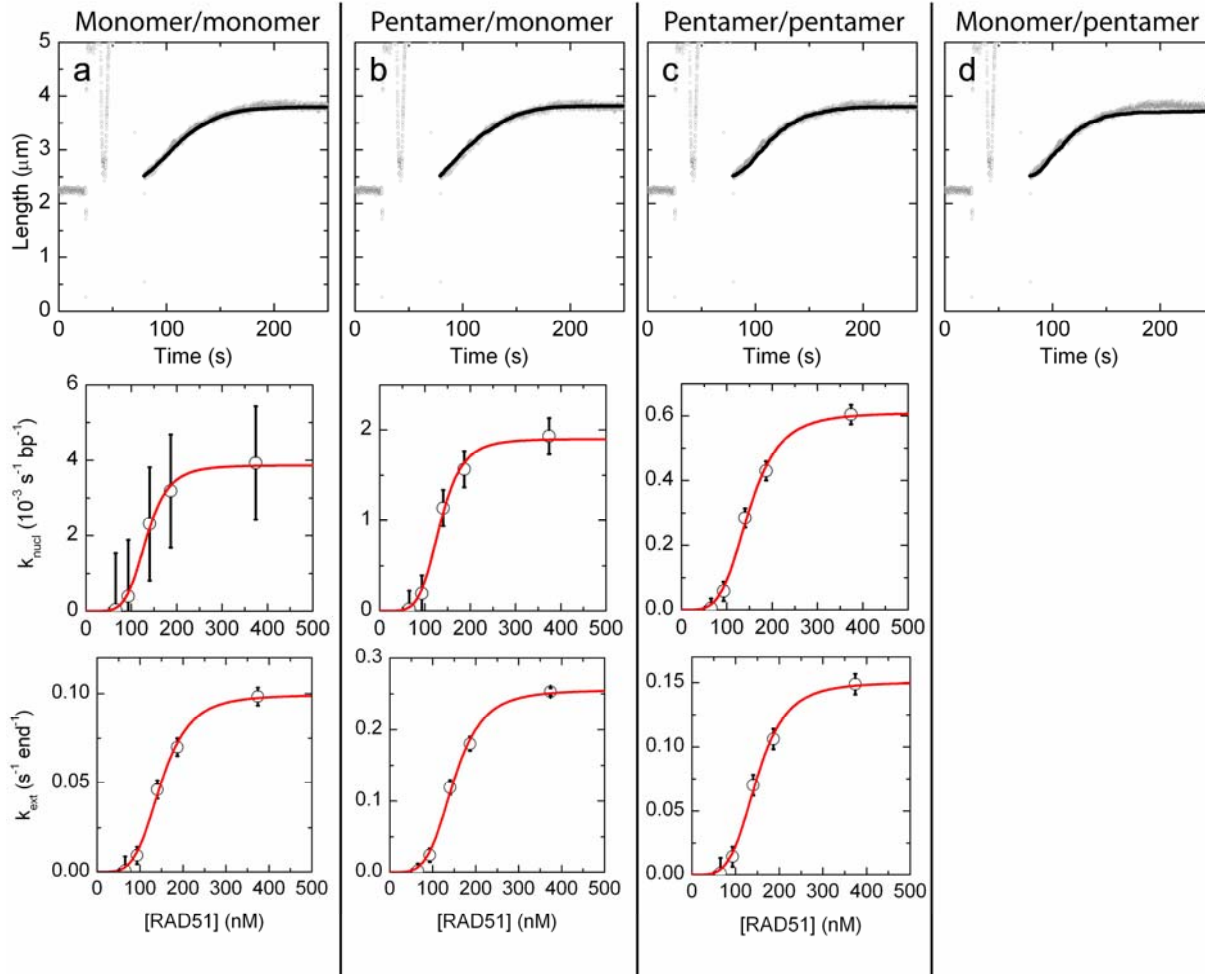 Monomer/monomer Pentamer/monomer Pentamer/pentamer Monomer/pentamer
a b c d
Length (μm)
5
4
3
2
1
0
0 100 200 0 100 200 0 100 200 0 100 200
Time (s) Time (s) Time (s) Time (s)
k_nucl (10⁻³ s⁻¹ bp⁻¹)
6
4
2
0
2
1
0
0.6
0.4
0.2
0.0
0 100 200 300 400 500 0 100 200 300 400 500 0 100 200 300 400 500
k_ext (s⁻¹ end⁻¹)
0.10
0.05
0.00
0.3
0.2
0.1
0.0
0.15
0.10
0.05
0.00
0 100 200 300 400 500 0 100 200 300 400 500 0 100 200 300 400 500
[RAD51] (nM) [RAD51] (nM) [RAD51] (nM)